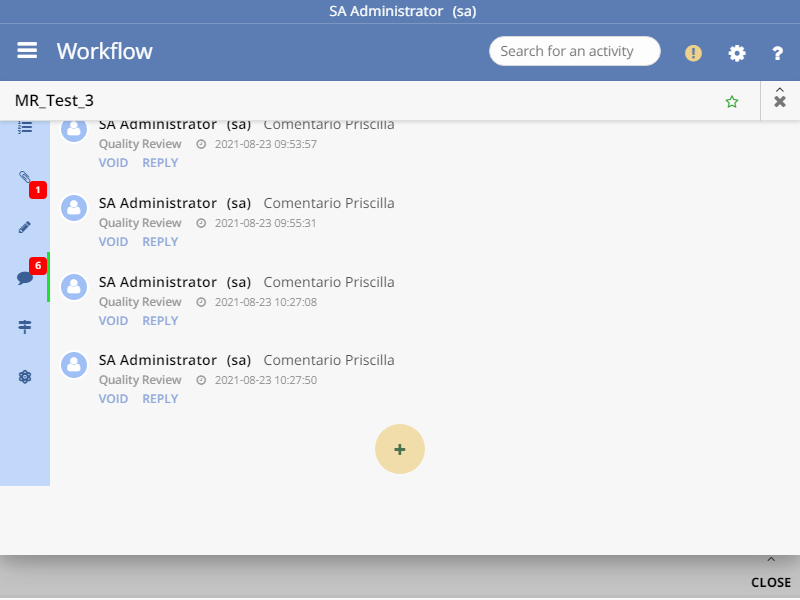 SA Administrator (sa)
Workflow
Search for an activity
MR_Test_3
SA Administrator (sa) Comentario Priscilla
Quality Review 2021-08-23 09:53:57
VOID REPLY
1
SA Administrator (sa) Comentario Priscilla
Quality Review 2021-08-23 09:55:31
VOID REPLY
6
SA Administrator (sa) Comentario Priscilla
Quality Review 2021-08-23 10:27:08
VOID REPLY
SA Administrator (sa) Comentario Priscilla
Quality Review 2021-08-23 10:27:50
VOID REPLY
CLOSE